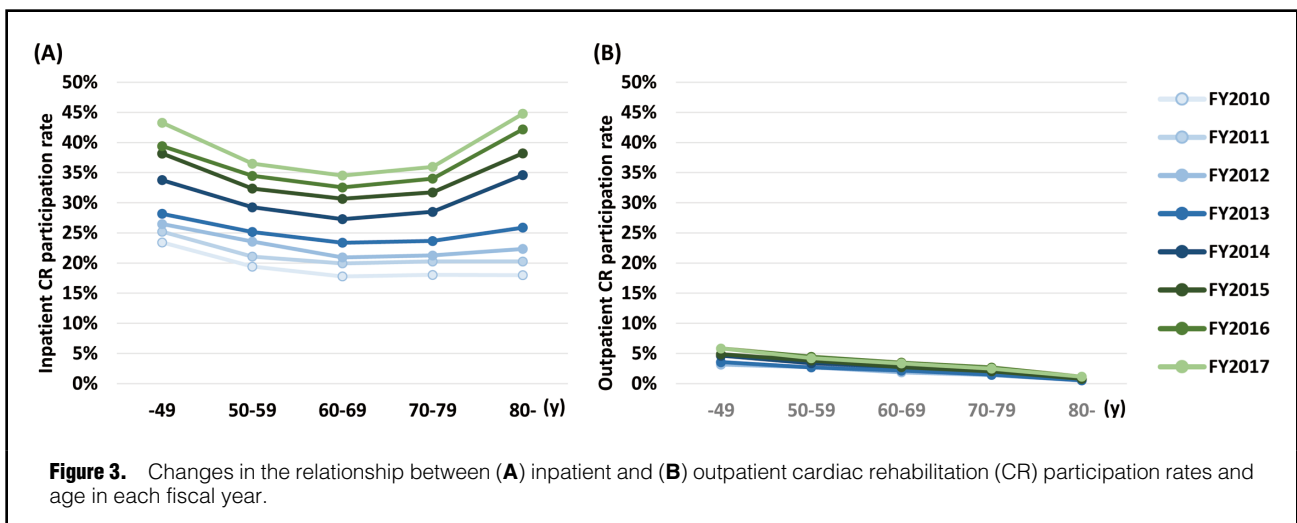 (A)
50%
45%
40%
35%
30%
25%
20%
15%
10%
5%
0%
Inpatient CR participation rate
-49 50-59 60-69 70-79 80- (y)
(B)
50%
45%
40%
35%
30%
25%
20%
15%
10%
5%
0%
Outpatient CR participation rate
-49 50-59 60-69 70-79 80- (y)
FY2010
FY2011
FY2012
FY2013
FY2014
FY2015
FY2016
FY2017
Figure 3. Changes in the relationship between (A) inpatient and (B) outpatient cardiac rehabilitation (CR) participation rates and
age in each fiscal year.